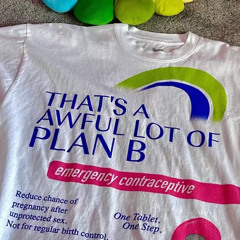 THAT'S A
AWFUL LOT OF
PLAN B
emergency contraceptive
Reduce chance of
pregnancy after
unprotected sex.
Not for regular birth control.
One Tablet.
One Step.